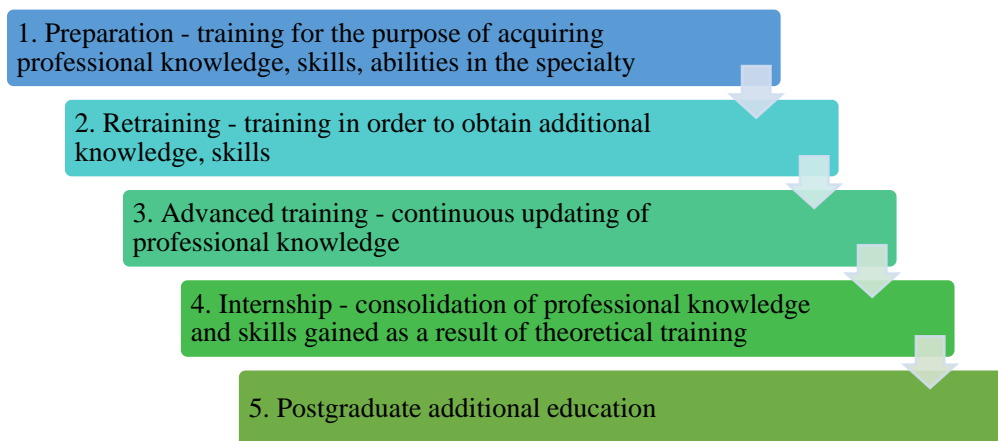 1. Preparation - training for the purpose of acquiring
professional knowledge, skills, abilities in the specialty
2. Retraining - training in order to obtain additional
knowledge, skills
3. Advanced training - continuous updating of
professional knowledge
4. Internship - consolidation of professional knowledge
and skills gained as a result of theoretical training
5. Postgraduate additional education